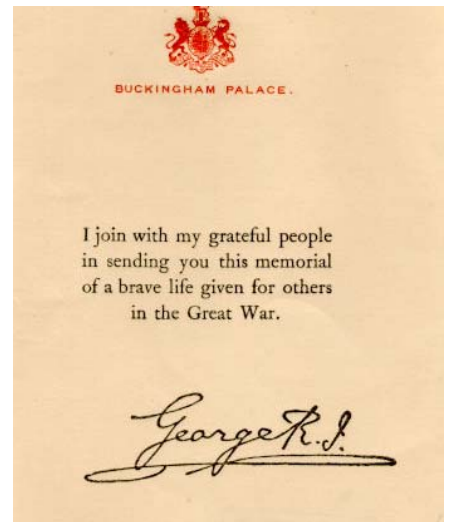 BUCKINGHAM PALACE.
I join with my grateful people
in sending you this memorial
of a brave life given for others
in the Great War.
George R.I.